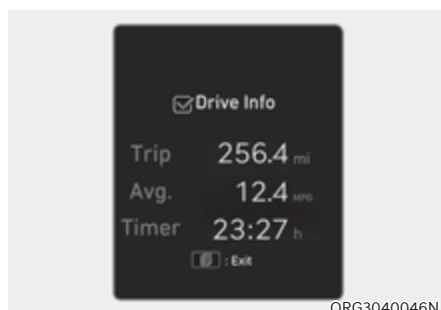 Drive Info
Trip 256.4 mi
Avg. 12.4 MPG
Timer 23:27 h
: Exit
ORG3040046N